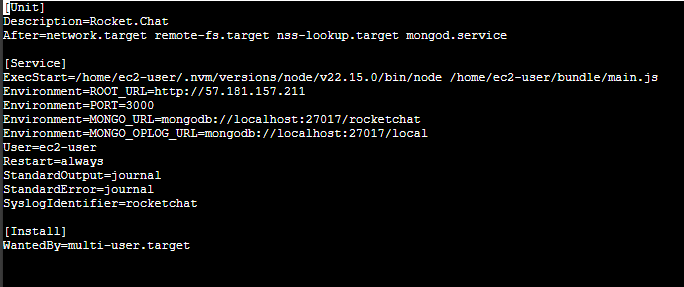 [Unit]
Description=Rocket.Chat
After=network.target remote-fs.target nss-lookup.target mongod.service
[Service]
ExecStart=/home/ec2-user/.nvm/versions/node/v22.15.0/bin/node /home/ec2-user/bundle/main.js
Environment=ROOT_URL=http://57.181.157.211
Environment=PORT=3000
Environment=MONGO_URL=mongodb://localhost:27017/rocketchat
Environment=MONGO_OPLOG_URL=mongodb://localhost:27017/local
User=ec2-user
Restart=always
StandardOutput=journal
StandardError=journal
SyslogIdentifier=rocketchat
[Install]
WantedBy=multi-user.target